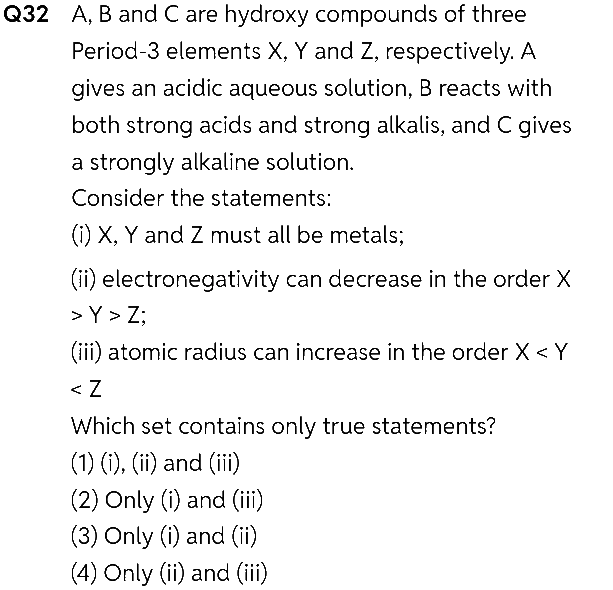 Q32 A, B and C are hydroxy compounds of three
Period-3 elements X, Y and Z, respectively. A
gives an acidic aqueous solution, B reacts with
both strong acids and strong alkalis, and C gives
a strongly alkaline solution.
Consider the statements:
(i) X, Y and Z must all be metals;
(ii) electronegativity can decrease in the order X
> Y > Z;
(iii) atomic radius can increase in the order X < Y
< Z
Which set contains only true statements?
(1) (i), (ii) and (iii)
(2) Only (i) and (iii)
(3) Only (i) and (ii)
(4) Only (ii) and (iii)